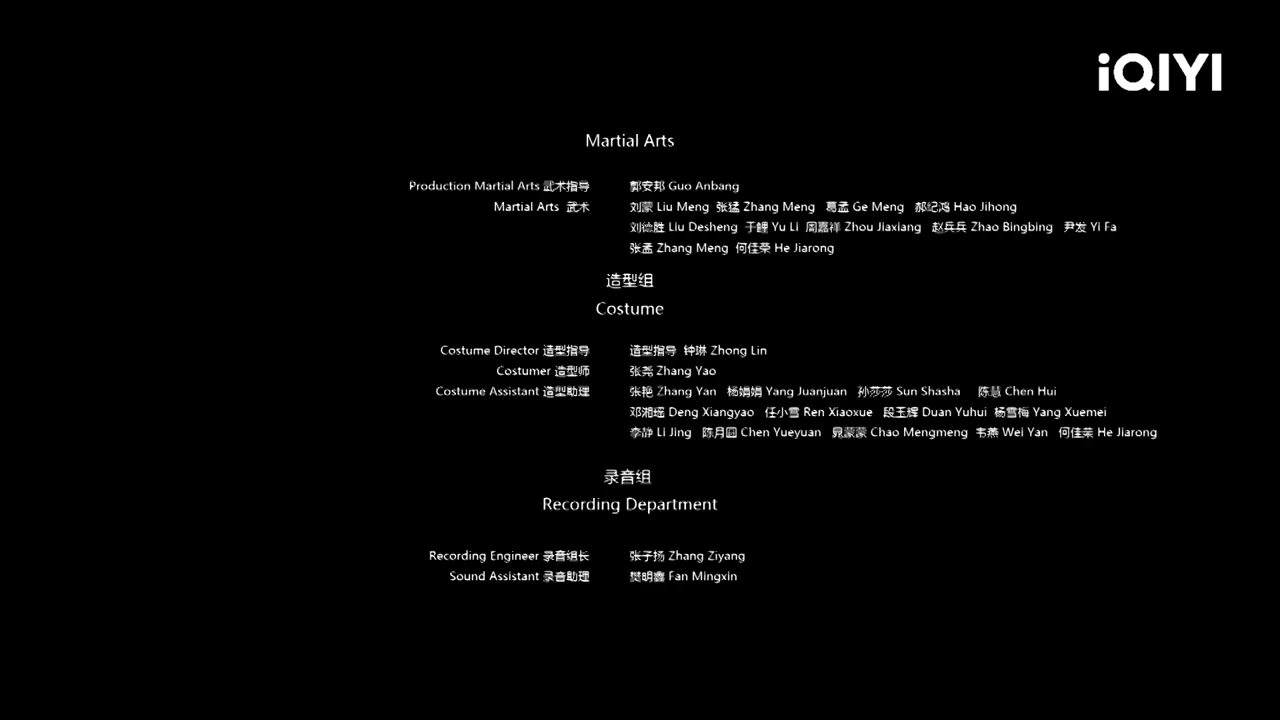 iQIYI
Martial Arts
Production Martial Arts 武术指导 郭安邦 Guo Anbang
Martial Arts 武术 刘蒙 Liu Meng 张猛 Zhang Meng 葛孟 Ge Meng 郝纪鸿 Hao Jihong
刘德胜 Liu Desheng 于鲤 Yu Li 周嘉祥 Zhou Jiaxiang 赵兵兵 Zhao Bingbing 尹发 Yi Fa
张孟 Zhang Meng 何佳荣 He Jiarong
造型组
Costume
Costume Director 造型指导 造型指导 钟琳 Zhong Lin
Costumer 造型师 张尧 Zhang Yao
Costume Assistant 造型助理 张艳 Zhang Yan 杨娟娟 Yang Juanjuan 孙莎莎 Sun Shasha 陈慧 Chen Hui
邓湘瑶 Deng Xiangyao 任小雪 Ren Xiaoxue 段玉辉 Duan Yuhui 杨雪梅 Yang Xuemei
李静 Li Jing 陈月圆 Chen Yueyuan 晁蒙蒙 Chao Mengmeng 韦燕 Wei Yan 何佳荣 He Jiarong
录音组
Recording Department
Recording Engineer 录音组长 张子扬 Zhang Ziyang
Sound Assistant 录音助理 樊明鑫 Fan Mingxin